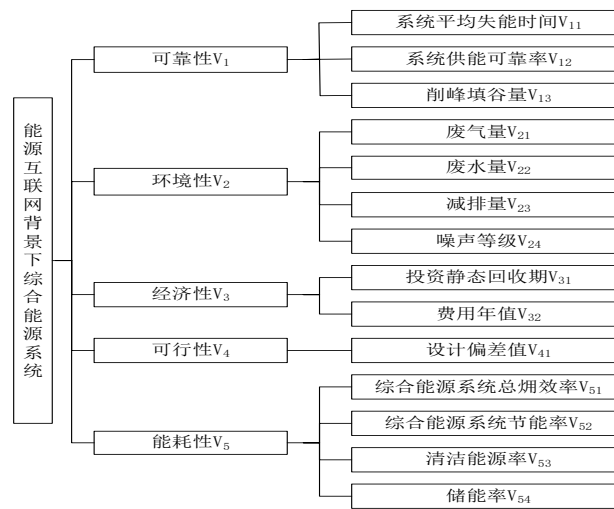 能源互联网背景下综合能源系统
可靠性V₁
系统平均失能时间V₁₁
系统供能可靠率V₁₂
削峰填谷量V₁₃
环境性V₂
废气量V₂₁
废水量V₂₂
减排量V₂₃
噪声等级V₂₄
经济性V₃
投资静态回收期V₃₁
费用年值V₃₂
可行性V₄
设计偏差值V₄₁
能耗性V₅
综合能源系统总㶲效率V₅₁
综合能源系统节能率V₅₂
清洁能源率V₅₃
储能率V₅₄